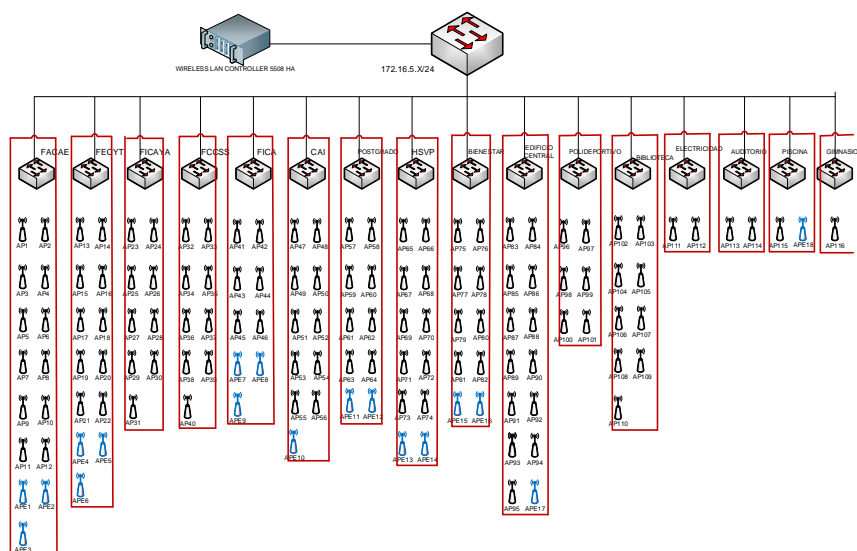 WIRELESS LAN CONTROLLER 5508 HA
172.16.5.X/24
FACAE
FECYT
FICAYA
FCCSS
FICA
CAI
POSTGRADO
HSVP
BIENESTAR
EDIFICIO
CENTRAL
POLIDEPORTIVO
BIBLIOTECA
ELECTRICIDAD
AUDITORIO
PISCINA
GIMNASIO
AP1 AP2
AP3 AP4
AP5 AP6
AP7 AP8
AP9 AP10
AP11 AP12
APE1 APE2
APE3
AP13 AP14
AP15 AP16
AP17 AP18
AP19 AP20
AP21 AP22
APE4 APE5
APE6
AP23 AP24
AP25 AP26
AP27 AP28
AP29 AP30
AP31
AP32 AP33
AP34 AP35
AP36 AP37
AP38 AP39
AP40
AP41 AP42
AP43 AP44
AP45 AP46
APE7 APE8
APE9
AP47 AP48
AP49 AP50
AP51 AP52
AP53 AP54
AP55 AP56
APE10
AP57 AP58
AP59 AP60
AP61 AP62
AP63 AP64
APE11 APE12
AP65 AP66
AP67 AP68
AP69 AP70
AP71 AP72
AP73 AP74
APE13 APE14
AP75 AP76
AP77 AP78
AP79 AP80
AP81 AP82
APE15 APE16
AP83 AP84
AP85 AP86
AP87 AP88
AP89 AP90
AP91 AP92
AP93 AP94
AP95 APE17
AP96 AP97
AP98 AP99
AP100 AP101
AP102 AP103
AP104 AP105
AP106 AP107
AP108 AP109
AP110
AP111 AP112
AP113 AP114
AP115 APE18
AP116